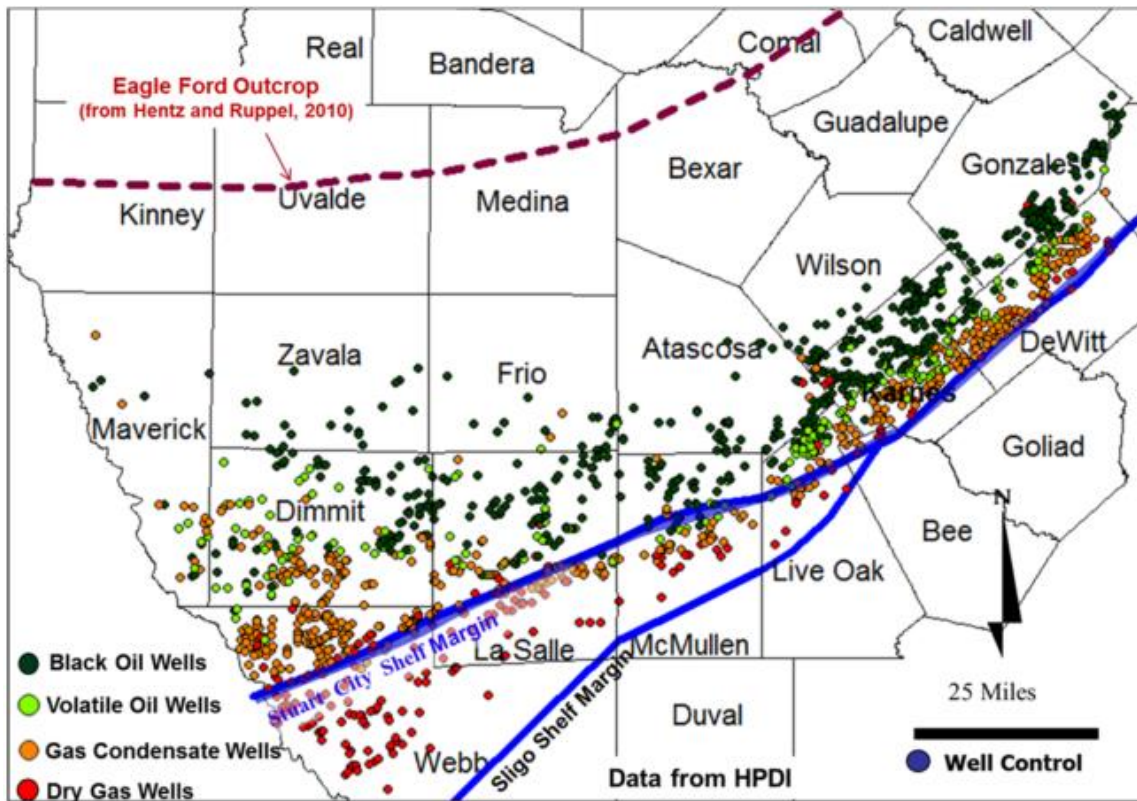 Real
Bandera
Comal
Caldwell
Eagle Ford Outcrop
(from Hentz and Ruppel, 2010)
Guadalupe
Gonzales
Bexar
Kinney
Uvalde
Medina
Wilson
Zavala
Frio
Atascosa
DeWitt
Karnes
Maverick
Goliad
Dimmit
N
Bee
Live Oak
Stuart City Shelf Margin
La Salle
McMullen
Black Oil Wells
Volatile Oil Wells
Gas Condensate Wells
Dry Gas Wells
Webb
Sligo Shelf Margin
Duval
Data from HPDI
25 Miles
Well Control